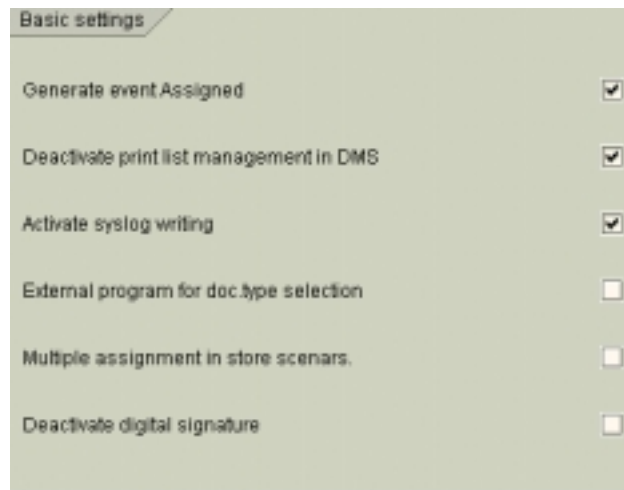 Basic settings
Generate event Assigned
Deactivate print list management in DMS
Activate syslog writing
External program for doc.type selection
Multiple assignment in store scenars.
Deactivate digital signature